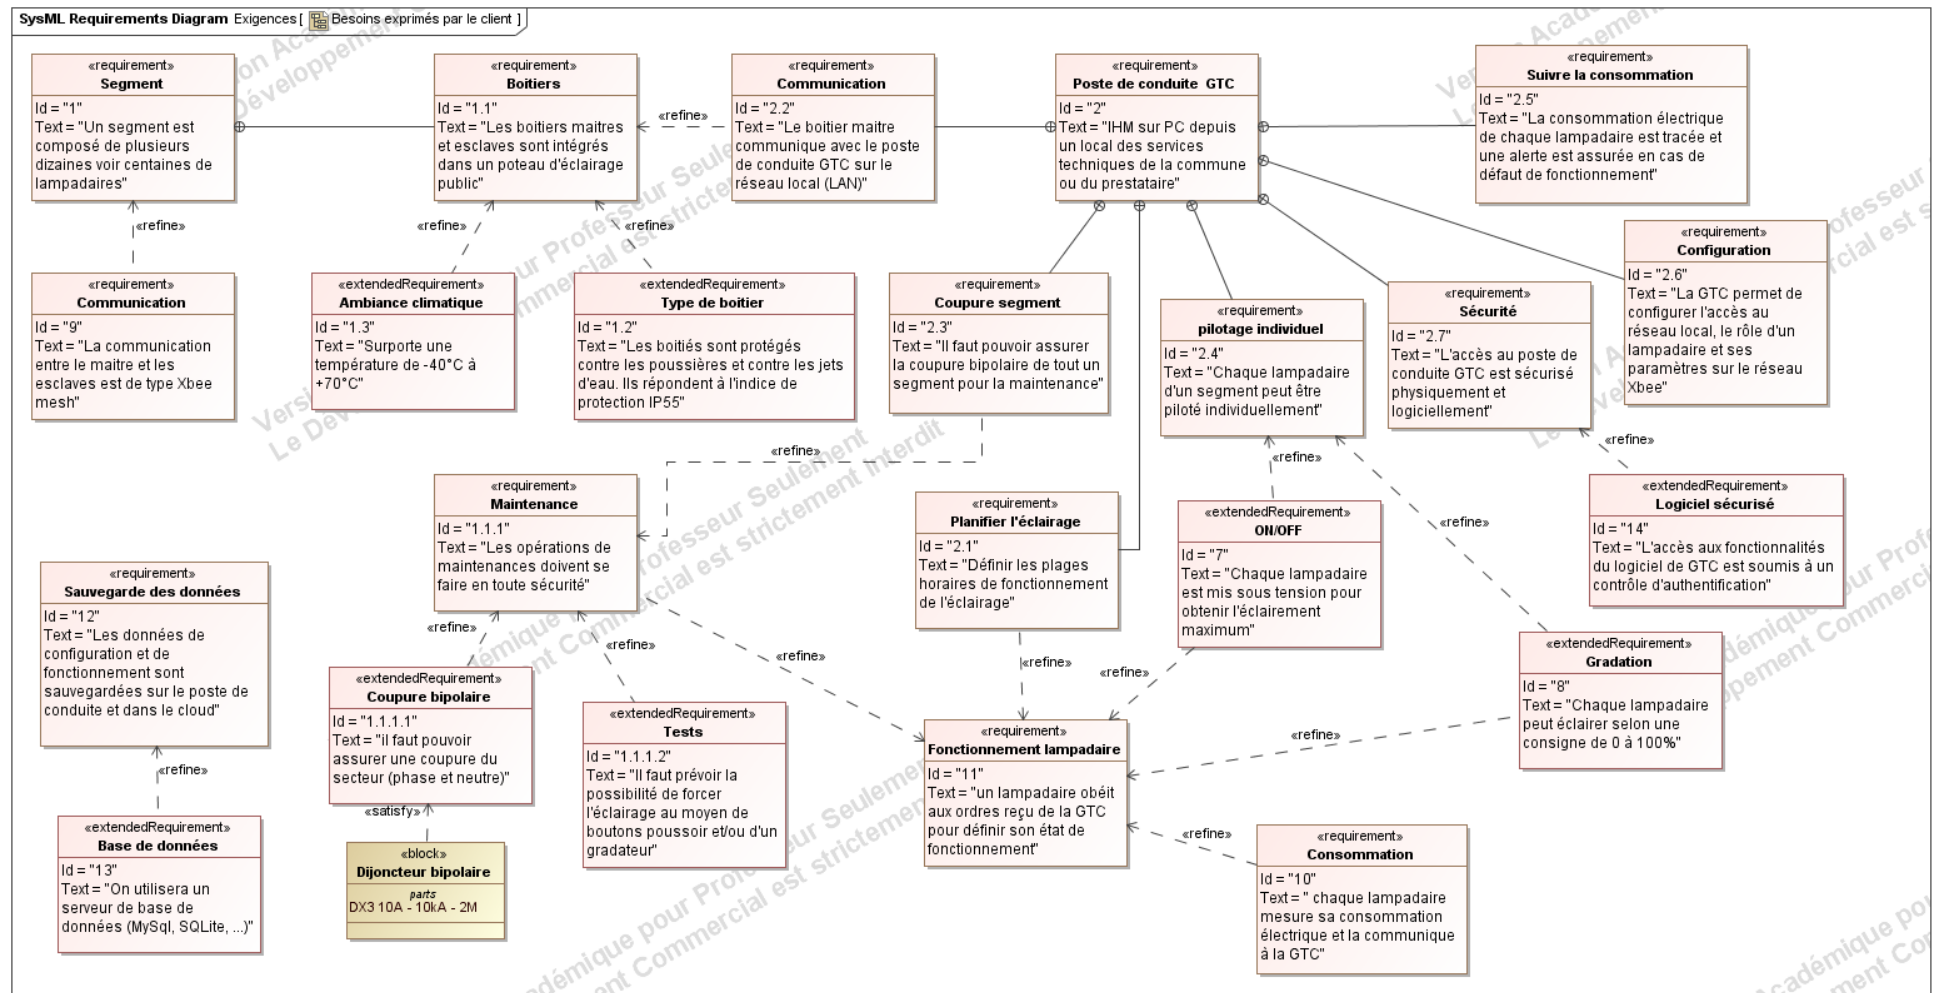 SysML Requirements Diagram Exigences [ Besoins exprimés par le client ]
«requirement»
Segment
Id = "1"
Text = "Un segment est
composé de plusieurs
dizaines voir centaines de
lampadaires"
«requirement»
Boitiers
Id = "1.1"
Text = "Les boitiers maitres
et esclaves sont intégrés
dans un poteau d'éclairage
public"
«refine»
«requirement»
Communication
Id = "2.2"
Text = "Le boitier maitre
communique avec le poste
de conduite GTC sur le
réseau local (LAN)"
«requirement»
Poste de conduite GTC
Id = "2"
Text = "IHM sur PC depuis
un local des services
techniques de la commune
ou du prestataire"
«requirement»
Suivre la consommation
Id = "2.5"
Text = "La consommation électrique
de chaque lampadaire est tracée et
une alerte est assurée en cas de
défaut de fonctionnement"
«refine»
«refine»
«refine»
«requirement»
Communication
Id = "9"
Text = "La communication
entre le maitre et les
esclaves est de type Xbee
mesh"
«extendedRequirement»
Ambiance climatique
Id = "1.3"
Text = "Surporte une
température de -40°C à
+70°C"
«extendedRequirement»
Type de boitier
Id = "1.2"
Text = "Les boitiés sont protégés
contre les poussières et contre les jets
d'eau. Ils répondent à l'indice de
protection IP55"
«requirement»
Coupure segment
Id = "2.3"
Text = "Il faut pouvoir assurer
la coupure bipolaire de tout un
segment pour la maintenance"
«requirement»
pilotage individuel
Id = "2.4"
Text = "Chaque lampadaire
d'un segment peut être
piloté individuellement"
«requirement»
Sécurité
Id = "2.7"
Text = "L'accès au poste de
conduite GTC est sécurisé
physiquement et
logiciellement"
«requirement»
Configuration
Id = "2.6"
Text = "La GTC permet de
configurer l'accès au
réseau local, le rôle d'un
lampadaire et ses
paramètres sur le réseau
Xbee"
«refine»
«refine»
«refine»
«refine»
«requirement»
Maintenance
Id = "1.1.1"
Text = "Les opérations de
maintenances doivent se
faire en toute sécurité"
«requirement»
Planifier l'éclairage
Id = "2.1"
Text = "Définir les plages
horaires de fonctionnement
de l'éclairage"
«extendedRequirement»
ON/OFF
Id = "7"
Text = "Chaque lampadaire
est mis sous tension pour
obtenir l'éclairement
maximum"
«extendedRequirement»
Logiciel sécurisé
Id = "14"
Text = "L'accès aux fonctionnalités
du logiciel de GTC est soumis à un
contrôle d'authentification"
«requirement»
Sauvegarde des données
Id = "12"
Text = "Les données de
configuration et de
fonctionnement sont
sauvegardées sur le poste de
conduite et dans le cloud"
«refine»
«refine»
«refine»
«refine»
«refine»
«extendedRequirement»
Coupure bipolaire
Id = "1.1.1.1"
Text = "il faut pouvoir
assurer une coupure du
secteur (phase et neutre)"
«extendedRequirement»
Tests
Id = "1.1.1.2"
Text = "Il faut prévoir la
possibilité de forcer
l'éclairage au moyen de
boutons poussoir et/ou d'un
gradateur"
«requirement»
Fonctionnement lampadaire
Id = "11"
Text = "un lampadaire obéit
aux ordres reçu de la GTC
pour définir son état de
fonctionnement"
«refine»
«extendedRequirement»
Gradation
Id = "8"
Text = "Chaque lampadaire
peut éclairer selon une
consigne de 0 à 100%"
«refine»
«satisfy»
«extendedRequirement»
Base de données
Id = "13"
Text = "On utilisera un
serveur de base de
données (MySql, SQLite, ...)"
«block»
Dijoncteur bipolaire
parts
DX3 10A - 10kA - 2M
«refine»
«requirement»
Consommation
Id = "10"
Text = " chaque lampadaire
mesure sa consommation
électrique et la communique
à la GTC"